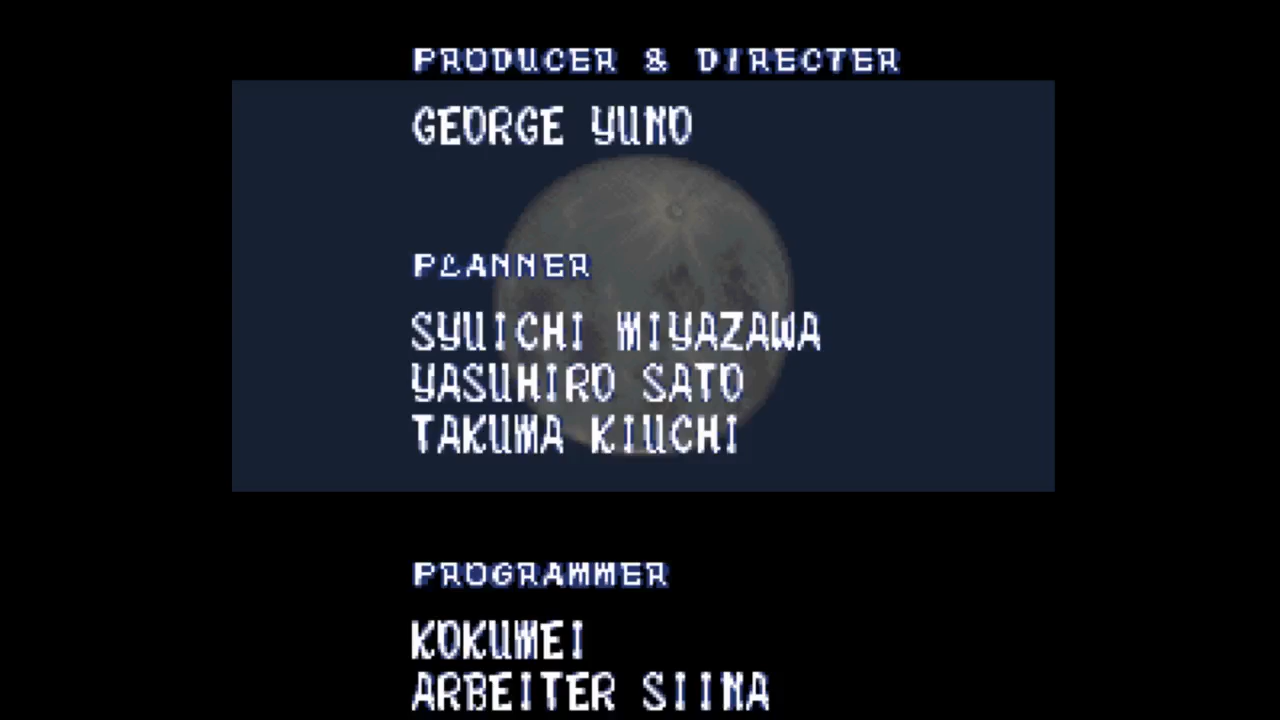 PRODUCER & DIRECTER
GEORGE YUNO
PLANNER
SYUICHI MIYAZAWA
YASUHIRO SATO
TAKUMA KIUCHI
PROGRAMMER
KOKUMEI
ARBEITER SIINA